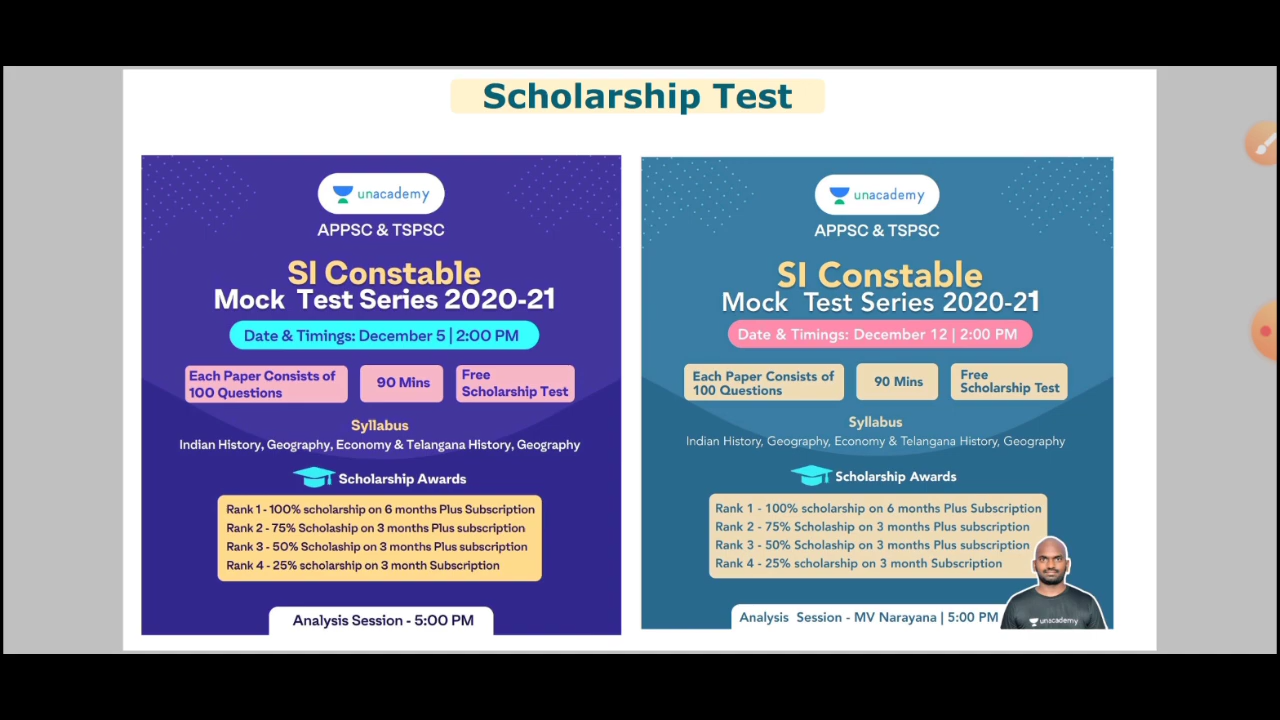 Scholarship Test
unacademy
APPSC & TSPSC
SI Constable
Mock Test Series 2020-21
Date & Timings: December 5 | 2:00 PM
Each Paper Consists of
100 Questions
90 Mins
Free
Scholarship Test
Syllabus
Indian History, Geography, Economy & Telangana History, Geography
Scholarship Awards
Rank 1 - 100% scholarship on 6 months Plus Subscription
Rank 2 - 75% Scholaship on 3 months Plus subscription
Rank 3 - 50% Scholaship on 3 months Plus subscription
Rank 4 - 25% scholarship on 3 month Subscription
Analysis Session - 5:00 PM
unacademy
APPSC & TSPSC
SI Constable
Mock Test Series 2020-21
Date & Timings: December 12 | 2:00 PM
Each Paper Consists of
100 Questions
90 Mins
Free
Scholarship Test
Syllabus
Indian History, Geography, Economy & Telangana History, Geography
Scholarship Awards
Rank 1 - 100% scholarship on 6 months Plus Subscription
Rank 2 - 75% Scholaship on 3 months Plus subscription
Rank 3 - 50% Scholaship on 3 months Plus subscription
Rank 4 - 25% scholarship on 3 month Subscription
Analysis Session - MV Narayana | 5:00 PM
unacademy